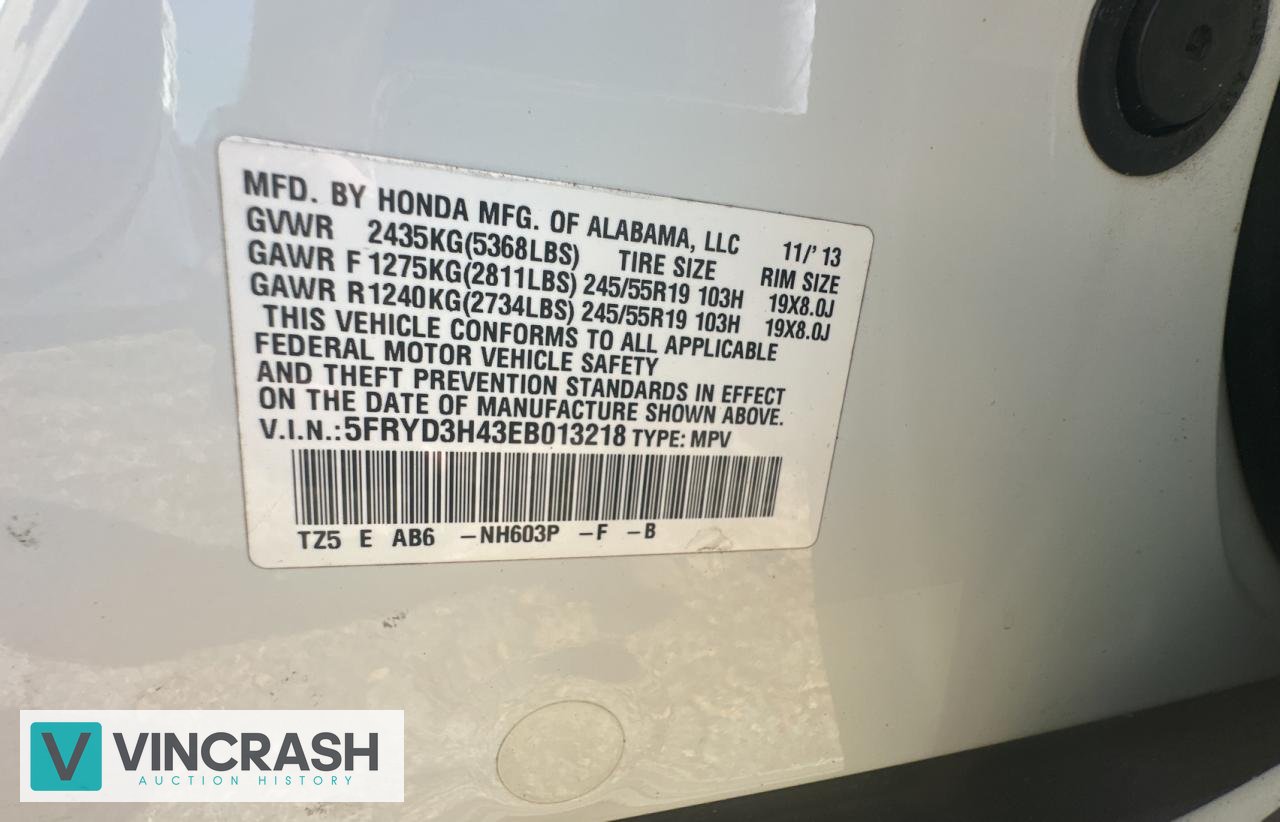 MFD. BY HONDA MFG. OF ALABAMA, LLC 11/' 13
GVWR 2435KG(5368LBS) TIRE SIZE RIM SIZE
GAWR F 1275KG(2811LBS) 245/55R19 103H 19X8.0J
GAWR R1240KG(2734LBS) 245/55R19 103H 19X8.0J
THIS VEHICLE CONFORMS TO ALL APPLICABLE
FEDERAL MOTOR VEHICLE SAFETY
AND THEFT PREVENTION STANDARDS IN EFFECT
ON THE DATE OF MANUFACTURE SHOWN ABOVE.
V.I.N.:5FRYD3H43EB013218 TYPE: MPV
TZ5 E AB6 -NH603P -F -B
V VINCRASH
AUCTION HISTORY